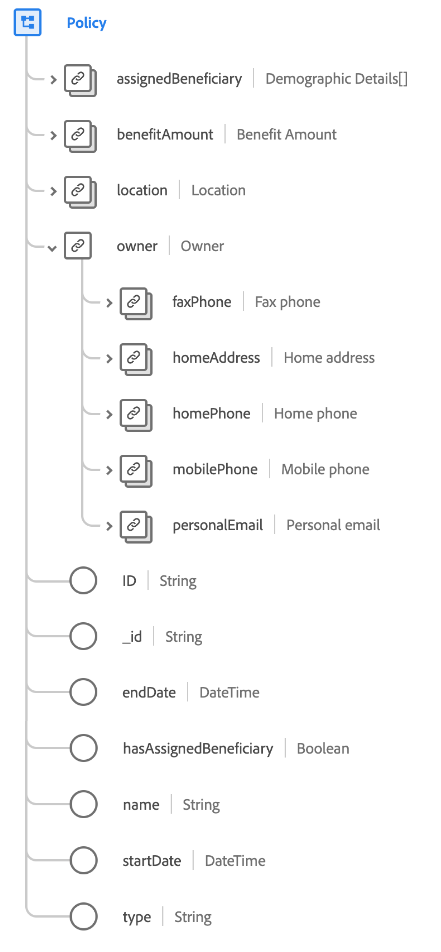 Policy
assignedBeneficiary Demographic Details[]
benefitAmount Benefit Amount
location Location
owner Owner
faxPhone Fax phone
homeAddress Home address
homePhone Home phone
mobilePhone Mobile phone
personalEmail Personal email
ID String
_id String
endDate DateTime
hasAssignedBeneficiary Boolean
name String
startDate DateTime
type String